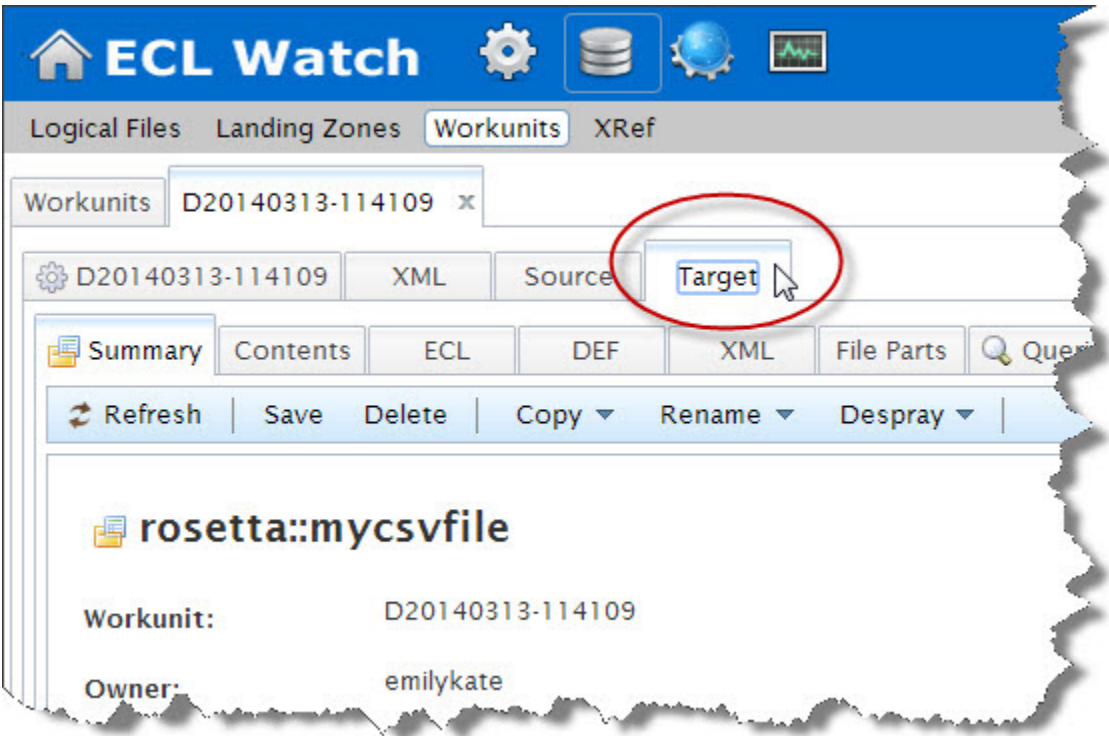 ECL Watch
Logical Files Landing Zones Workunits XRef
Workunits D20140313-114109 x
D20140313-114109 XML Source Target
Summary Contents ECL DEF XML File Parts
Refresh Save Delete Copy Rename Despray
rosetta::mycsvfile
Workunit: D20140313-114109
Owner: emilykate